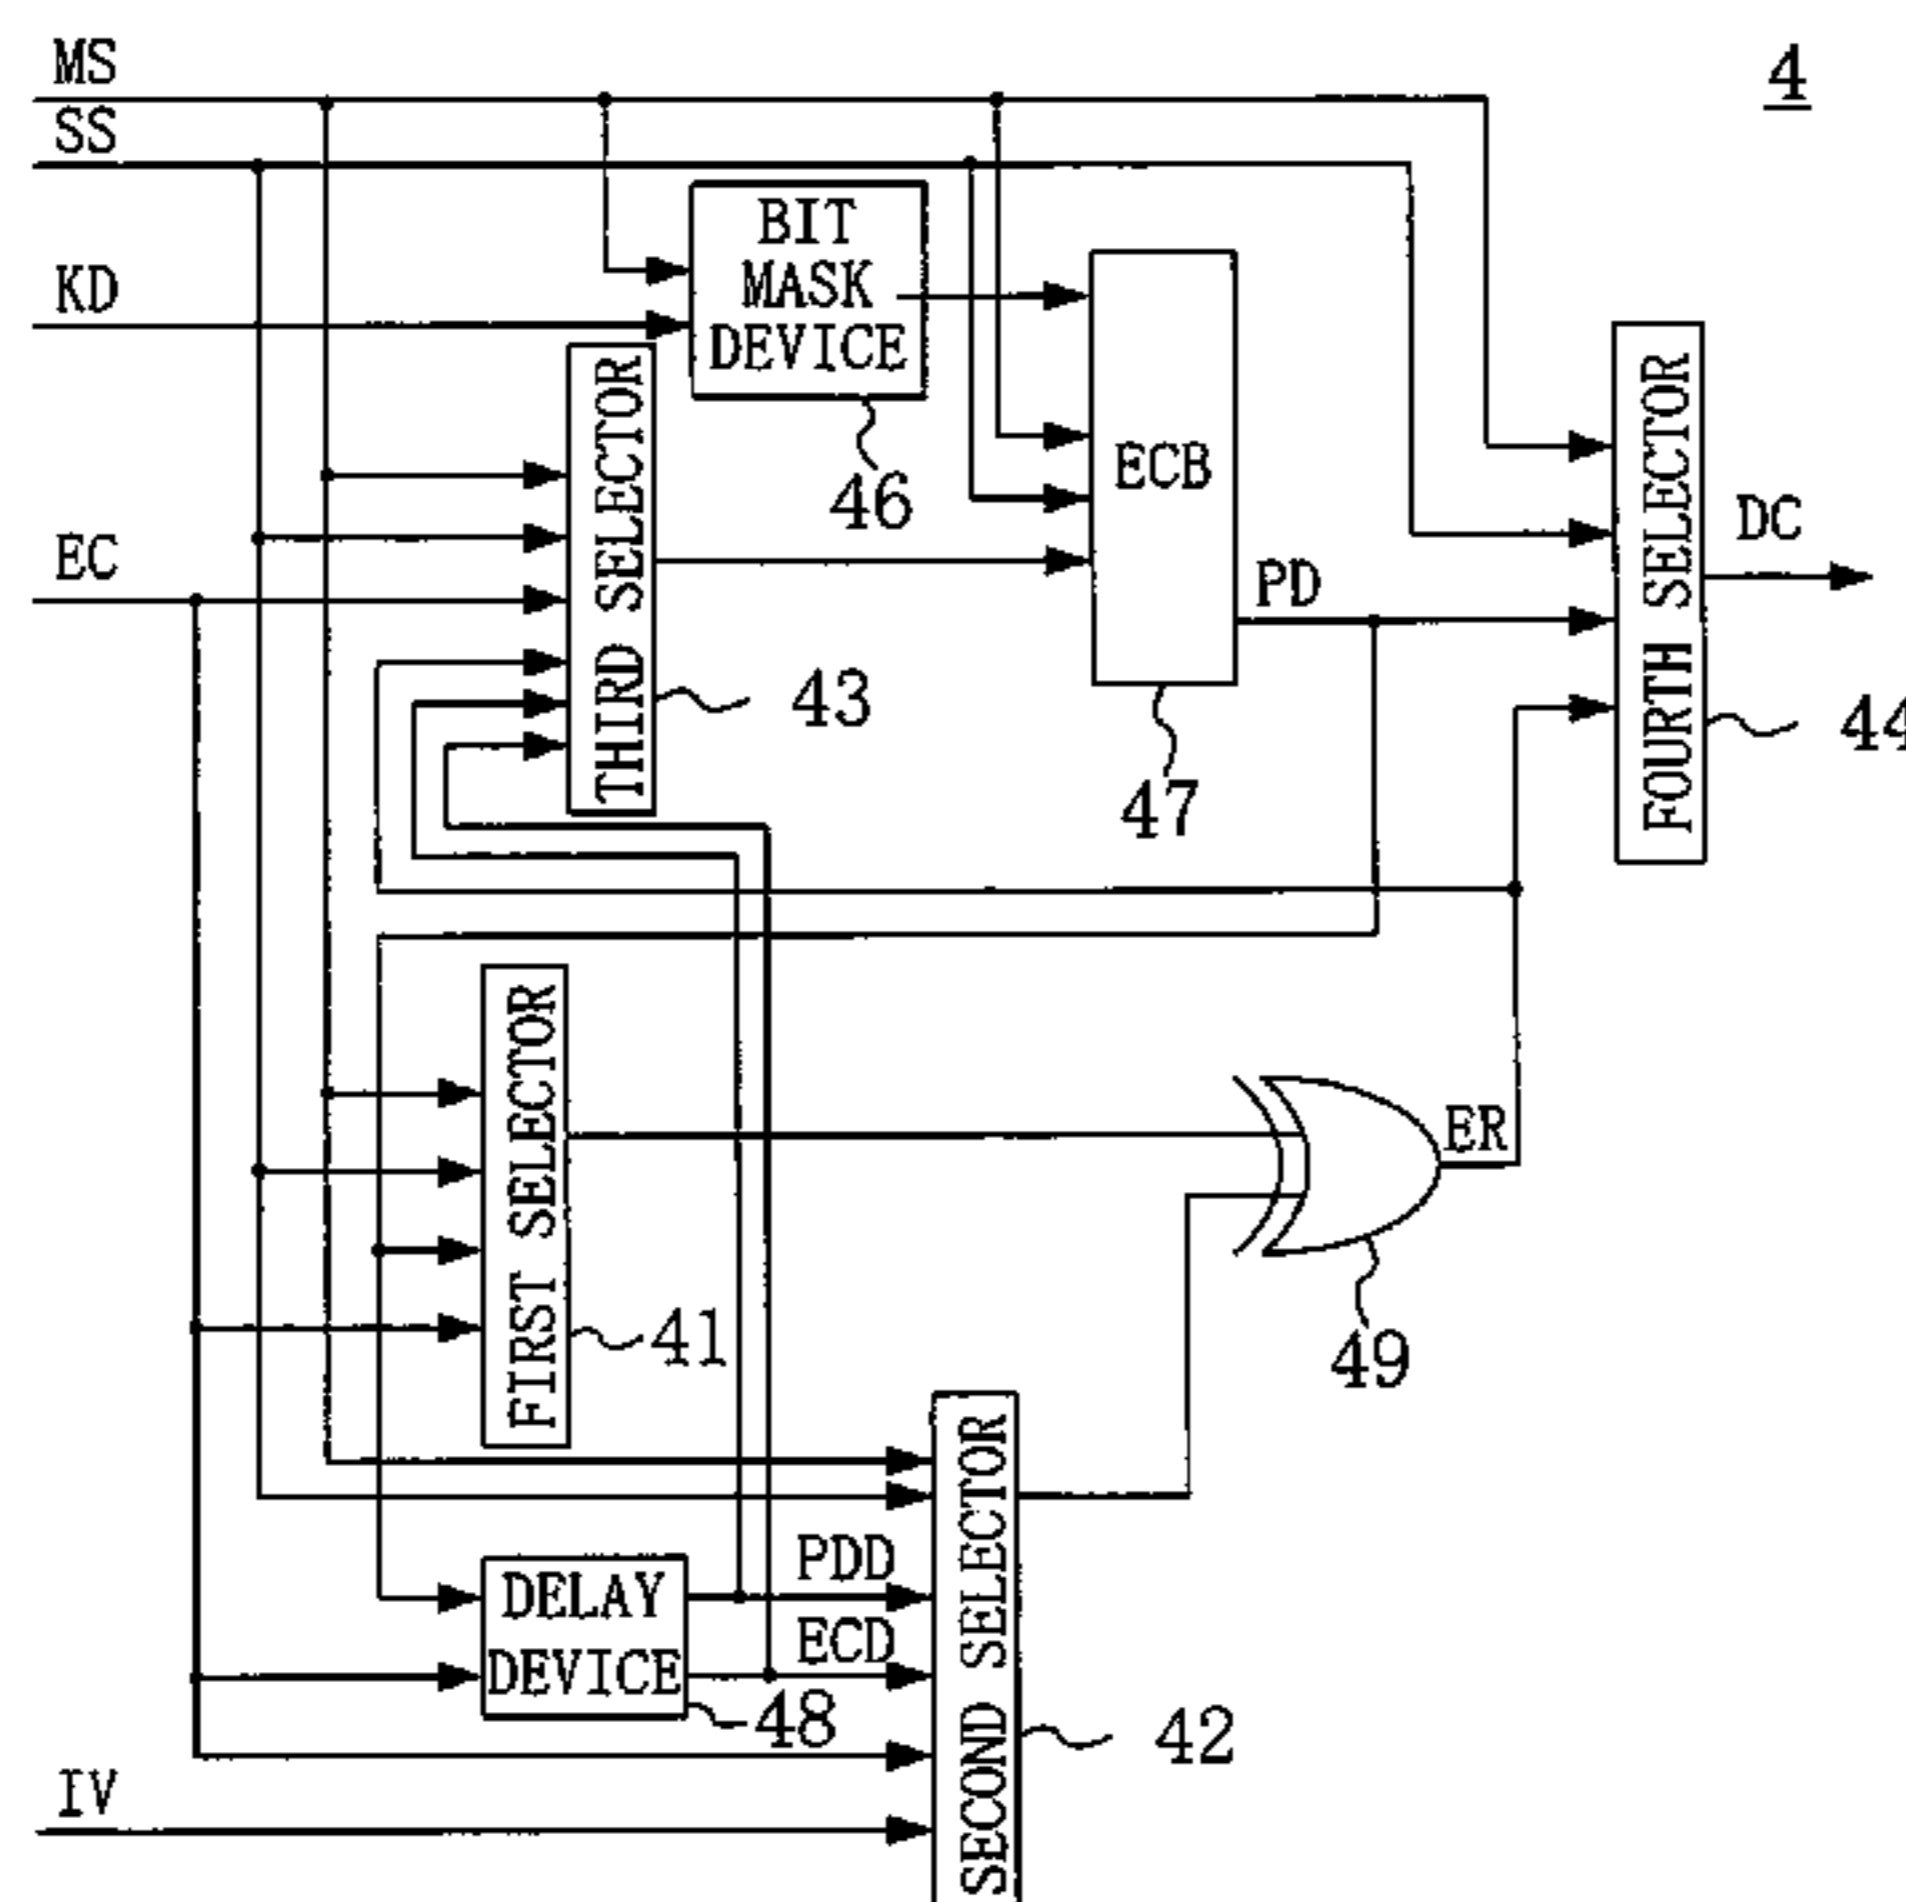 MS
4
SS
BIT
MASK
DEVICE
KD
ECB
46
EC
THIRD SELECTOR
43
PD
47
DC
FOURTH SELECTOR
44
FIRST SELECTOR
41
ER
49
PDD
DELAY
DEVICE
ECD
48
SECOND SELECTOR
42
IV